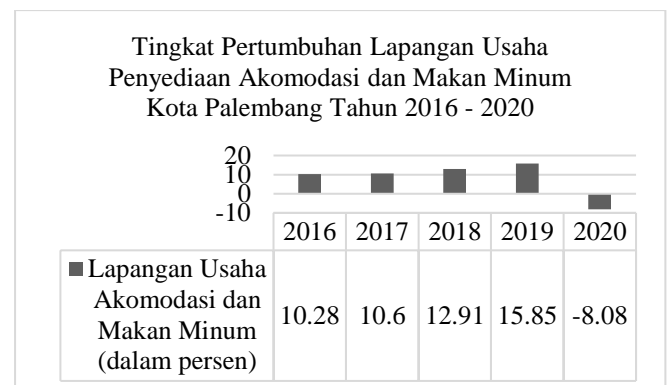 Tingkat Pertumbuhan Lapangan Usaha
Penyediaan Akomodasi dan Makan Minum
Kota Palembang Tahun 2016 - 2020
20
10
0
-10
2016 2017 2018 2019 2020
Lapangan Usaha
Akomodasi dan
Makan Minum
(dalam persen)
10.28 10.6 12.91 15.85 -8.08